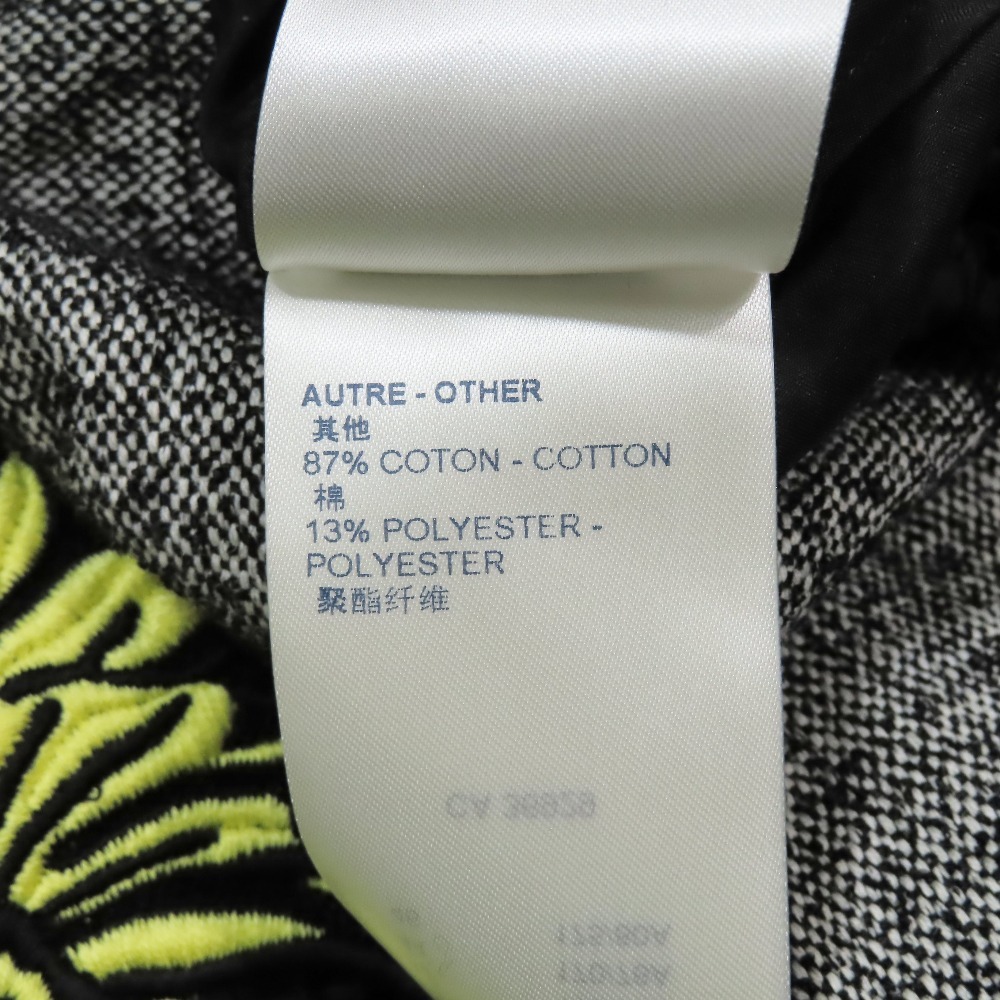 AUTRE - OTHER
其他
87% COTON - COTTON
棉
13% POLYESTER -
POLYESTER
聚酯纤维